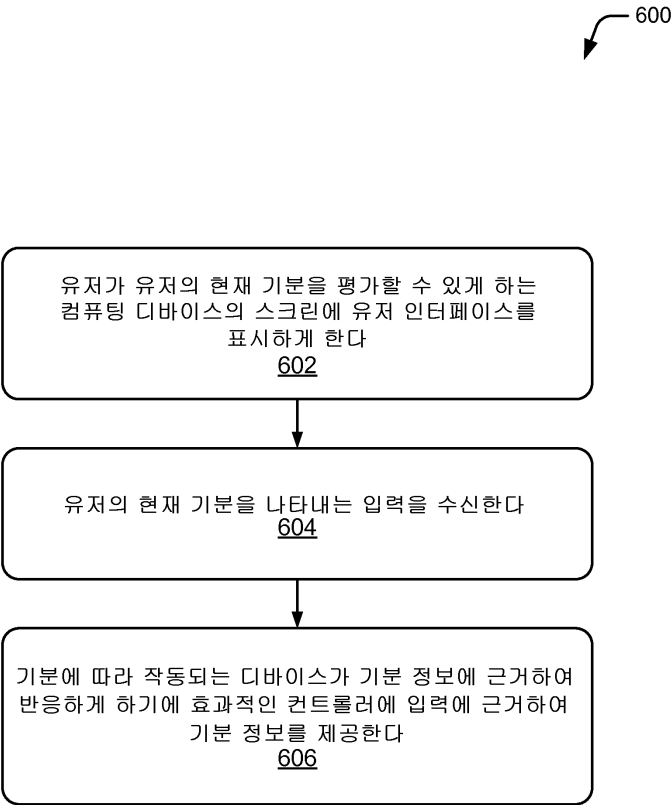 600
유저가 유저의 현재 기분을 평가할 수 있게 하는
컴퓨팅 디바이스의 스크린에 유저 인터페이스를
표시하게 한다
602
유저의 현재 기분을 나타내는 입력을 수신한다
604
기분에 따라 작동되는 디바이스가 기분 정보에 근거하여
반응하게 하기에 효과적인 컨트롤러에 입력에 근거하여
기분 정보를 제공한다
606